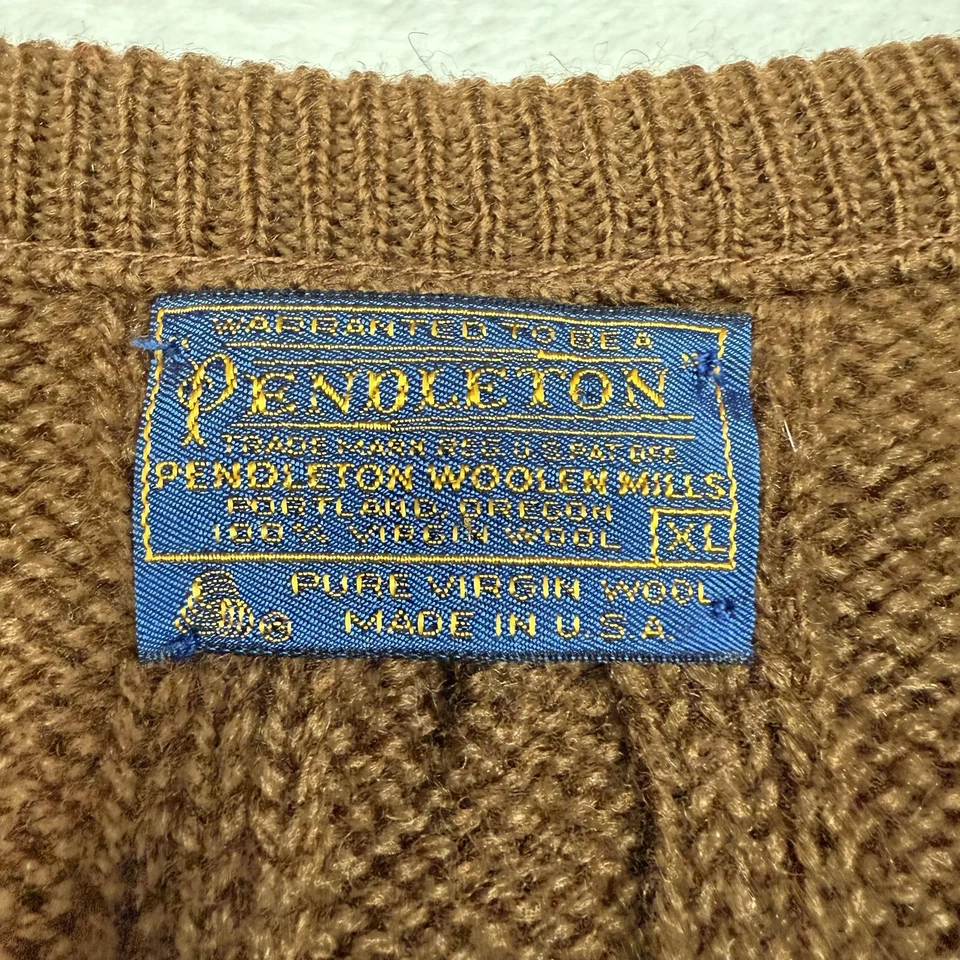 WARRANTED TO BE A
PENDLETON
TRADE MARK REG. U.S. PAT. OFF.
PENDLETON WOOLEN MILLS
PORTLAND, OREGON
100% VIRGIN WOOL
XL
PURE VIRGIN WOOL
® MADE IN U.S.A.